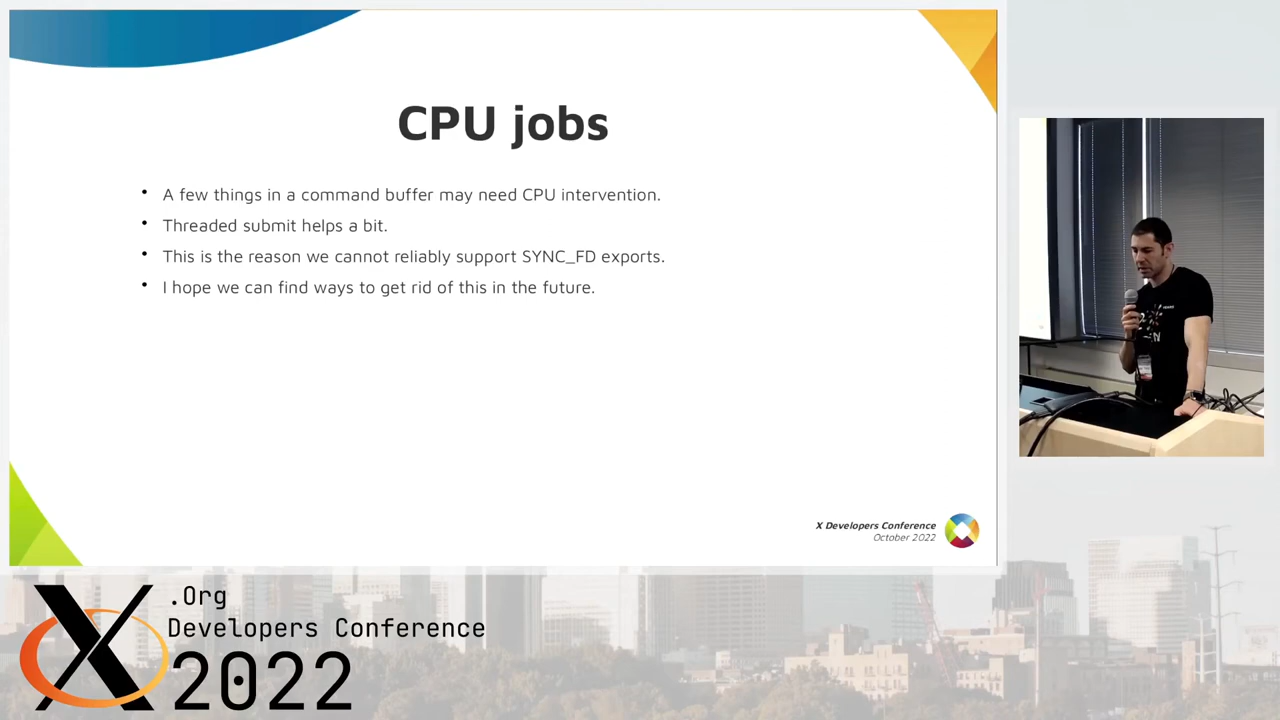 CPU jobs
• A few things in a command buffer may need CPU intervention.
• Threaded submit helps a bit.
• This is the reason we cannot reliably support SYNC_FD exports.
• I hope we can find ways to get rid of this in the future.
X Developers Conference
October 2022
X.Org
Developers Conference
2022